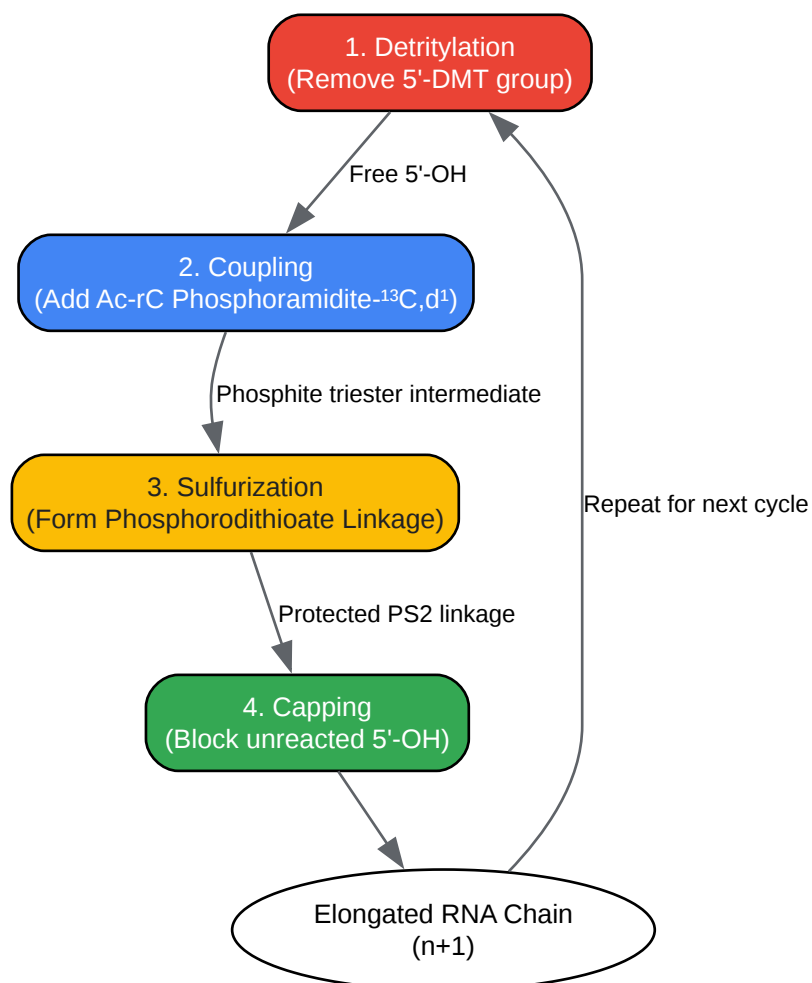 1. Detritylation
(Remove 5'-DMT group)
Free 5'-OH
2. Coupling
(Add Ac-rC Phosphoramidite-¹³C,d¹)
Phosphite triester intermediate
3. Sulfurization
(Form Phosphorodithioate Linkage)
Repeat for next cycle
Protected PS2 linkage
4. Capping
(Block unreacted 5'-OH)
Elongated RNA Chain
(n+1)